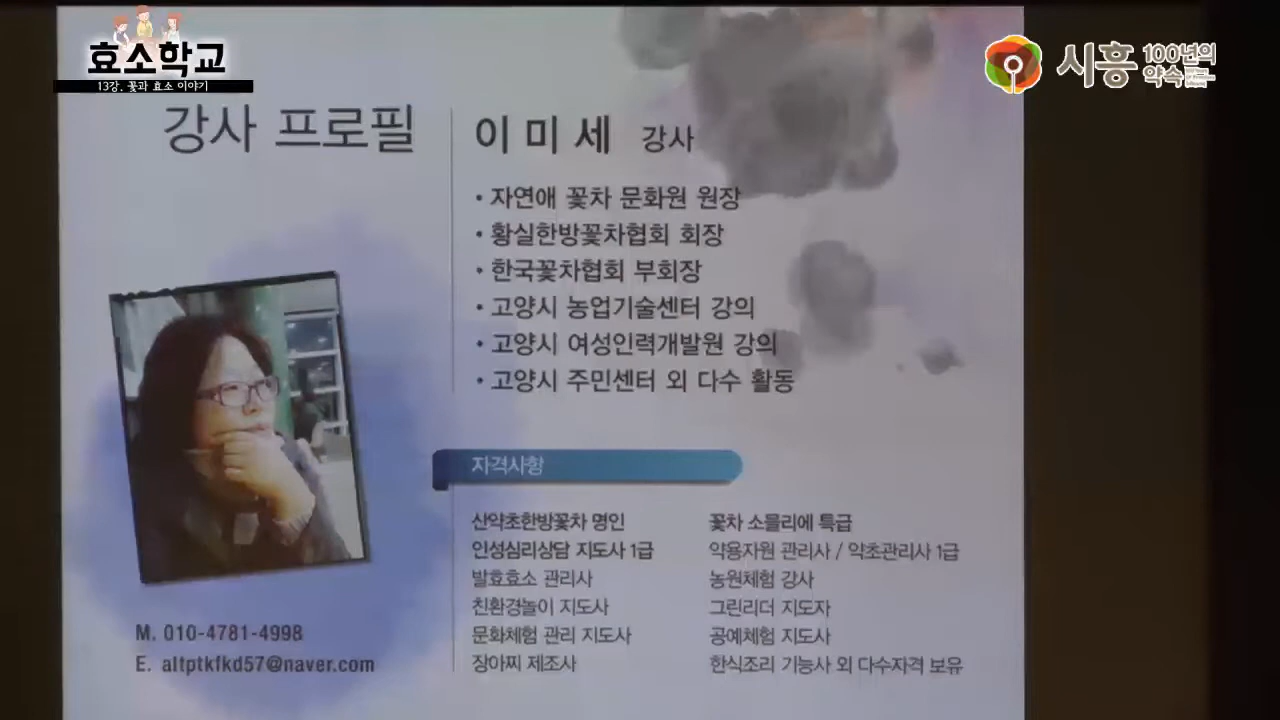 효소학교
13강. 꽃과 효소 이야기
시흥 100년의 약속
강사 프로필
이미세 강사
• 자연애 꽃차 문화원 원장
• 황실한방꽃차협회 회장
• 한국꽃차협회 부회장
• 고양시 농업기술센터 강의
• 고양시 여성인력개발원 강의
• 고양시 주민센터 외 다수 활동
자격사항
산약초한방꽃차 명인
인성심리상담 지도사 1급
발효효소 관리사
친환경놀이 지도사
문화체험 관리 지도사
장아찌 제조사
꽃차 소믈리에 특급
약용자원 관리사 / 약초관리사 1급
농원체험 강사
그린리더 지도자
공예체험 지도사
한식조리 기능사 외 다수자격 보유
M. 010-4781-4998
E. altptkfkd57@naver.com